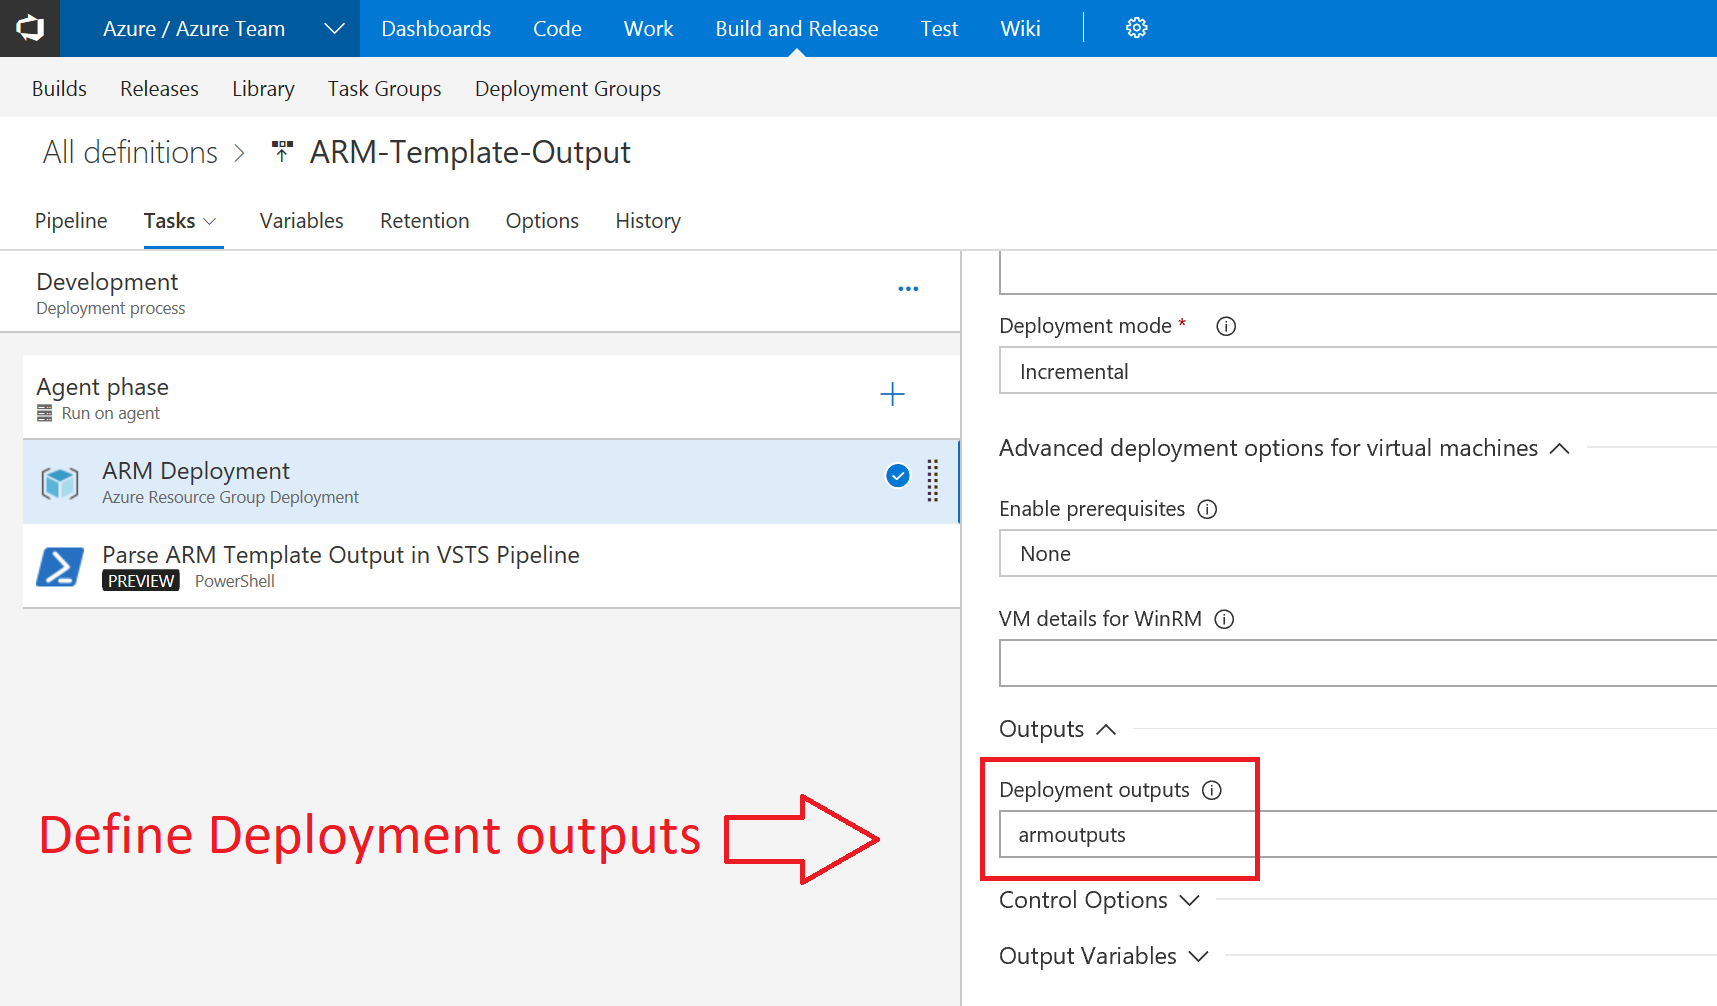 Azure / Azure Team
Dashboards Code Work Build and Release Test Wiki
Builds Releases Library Task Groups Deployment Groups
All definitions ARM-Template-Output
Pipeline Tasks Variables Retention Options History
Development
Deployment process
Agent phase
Run on agent
ARM Deployment
Azure Resource Group Deployment
Parse ARM Template Output in VSTS Pipeline
PREVIEW PowerShell
Define Deployment outputs
Deployment mode *
Incremental
Advanced deployment options for virtual machines
Enable prerequisites
None
VM details for WinRM
Outputs
Deployment outputs
armoutputs
Control Options
Output Variables